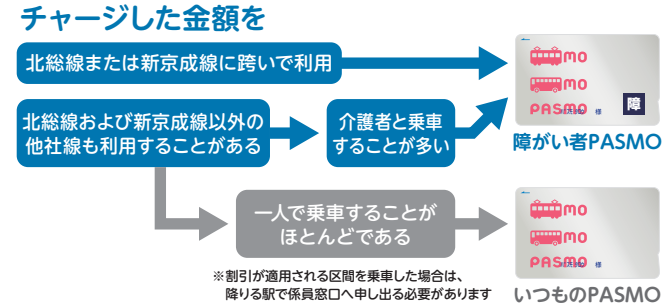 チャージした金額を
北総線または新京成線に跨いで利用
北総線および新京成線以外の
他社線も利用することがある
介護者と乗車
することが多い
mo
mo
PASMO 様
障
障がい者PASMO
一人で乗車することが
ほとんどである
mo
mo
PASMO 様
いつものPASMO
※割引が適用される区間を乗車した場合は、
降りる駅で係員窓口へ申し出る必要があります